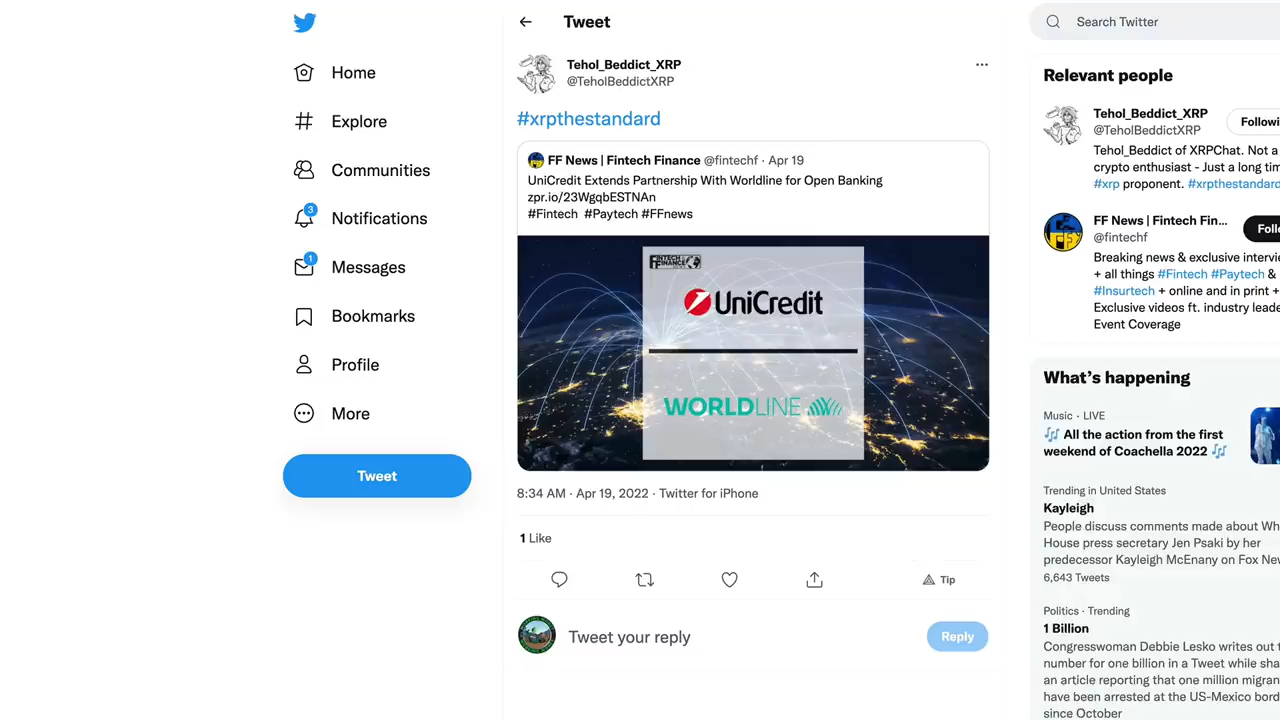 Home
Explore
Communities
3
Notifications
1
Messages
Bookmarks
Profile
More
Tweet
Tweet
Tehol_Beddict_XRP
@TeholBeddictXRP
#xrpthestandard
FF News | Fintech Finance @fintechf · Apr 19
UniCredit Extends Partnership With Worldline for Open Banking
zpr.io/23WgqbESTNAn
#Fintech #Paytech #FFnews
FINTECH
FINANCE
UniCredit
WORLDLINE
8:34 AM · Apr 19, 2022 · Twitter for iPhone
1 Like
Tip
Tweet your reply
Reply
Search Twitter
Relevant people
Tehol_Beddict_XRP
@TeholBeddictXRP
Followi
Tehol_Beddict of XRPChat. Not a
crypto enthusiast - Just a long tim
#xrp proponent. #xrpthestandard
FF News | Fintech Fin...
@fintechf
Foll
Breaking news & exclusive intervie
+ all things #Fintech #Paytech &
#Insurtech + online and in print +
Exclusive videos ft. industry leade
Event Coverage
What's happening
Music · LIVE
🎶 All the action from the first
weekend of Coachella 2022 🎶
Trending in United States
Kayleigh
People discuss comments made about Wh
House press secretary Jen Psaki by her
predecessor Kayleigh McEnany on Fox Nev
6,643 Tweets
Politics · Trending
1 Billion
Congresswoman Debbie Lesko writes out t
number for one billion in a Tweet while sha
an article reporting that one million migran
have been arrested at the US-Mexico bord
since October